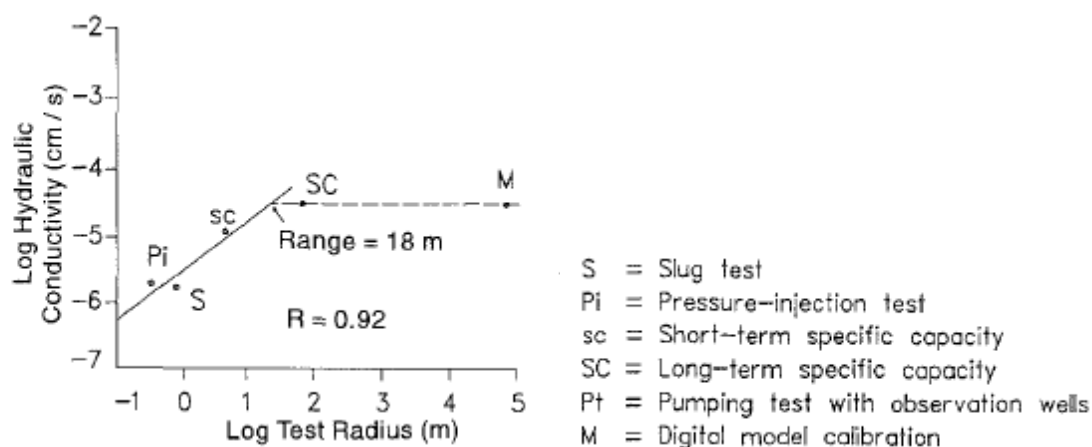 Log Hydraulic
Conductivity (cm / s)
-2
-3
-4
-5
-6
-7
Pi
S
sc
SC
M
Range = 18 m
R = 0.92
-1 0 1 2 3 4 5
Log Test Radius (m)
S = Slug test
Pi = Pressure-injection test
sc = Short-term specific capacity
SC = Long-term specific capacity
Pt = Pumping test with observation wells
M = Digital model calibration